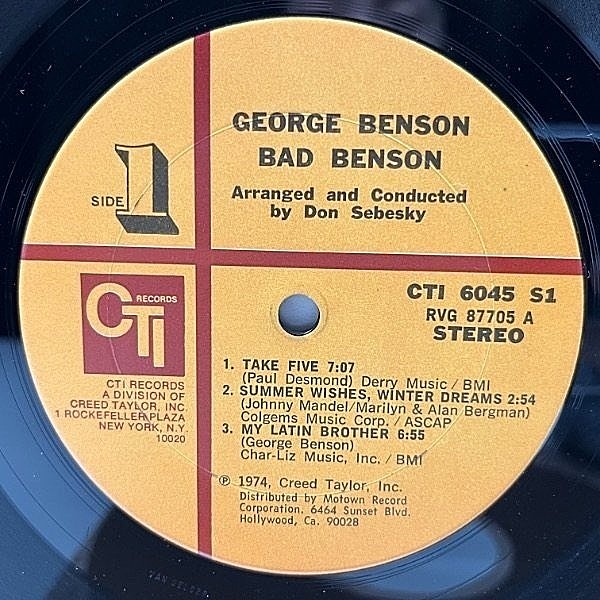 GEORGE BENSON
BAD BENSON
Arranged and Conducted
by Don Sebesky
SIDE 1
CTI 6045 S1
RVG 87705 A
STEREO
RECORDS
CTI
CTI RECORDS
A DIVISION OF
CREED TAYLOR, INC.
1 ROCKEFELLER PLAZA
NEW YORK, N.Y.
10020
1. TAKE FIVE 7:07
(Paul Desmond) Derry Music / BMI
2. SUMMER WISHES, WINTER DREAMS 2:54
(Johnny Mandel/Marilyn & Alan Bergman)
Colgems Music Corp. / ASCAP
3. MY LATIN BROTHER 6:55
(George Benson)
Char-Liz Music, Inc. / BMI
℗ 1974, Creed Taylor, Inc.
Distributed by Motown Record
Corporation. 6464 Sunset Blvd.
Hollywood, Ca. 90028